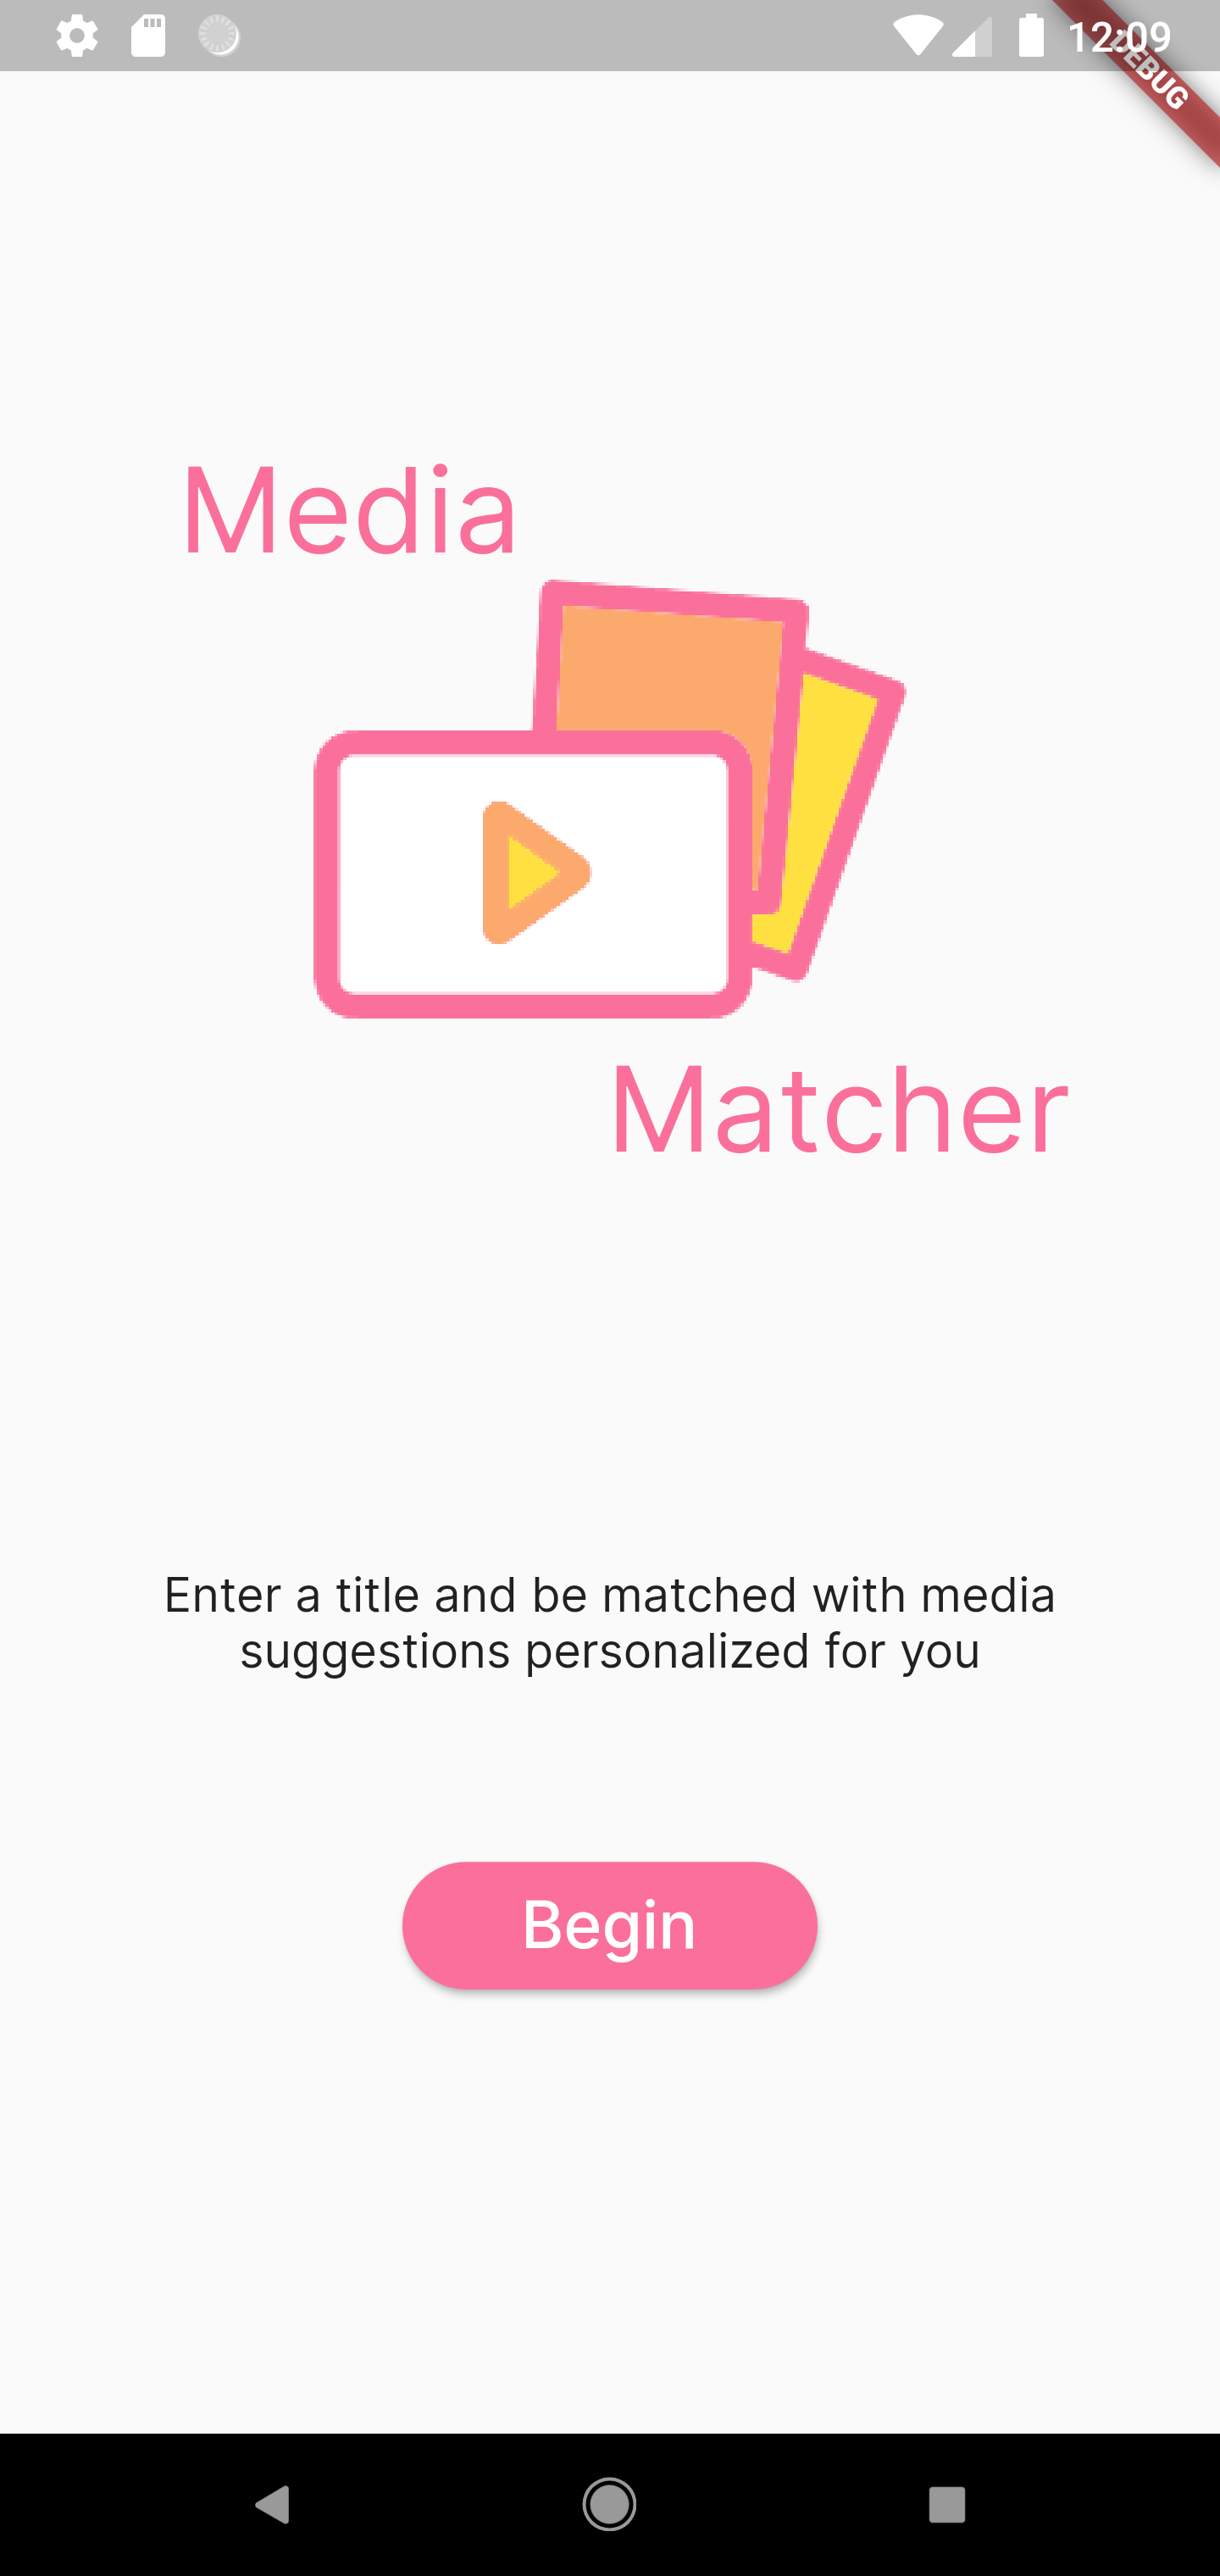 12:09
DEBUG
Media
Matcher
Enter a title and be matched with media
suggestions personalized for you
Begin